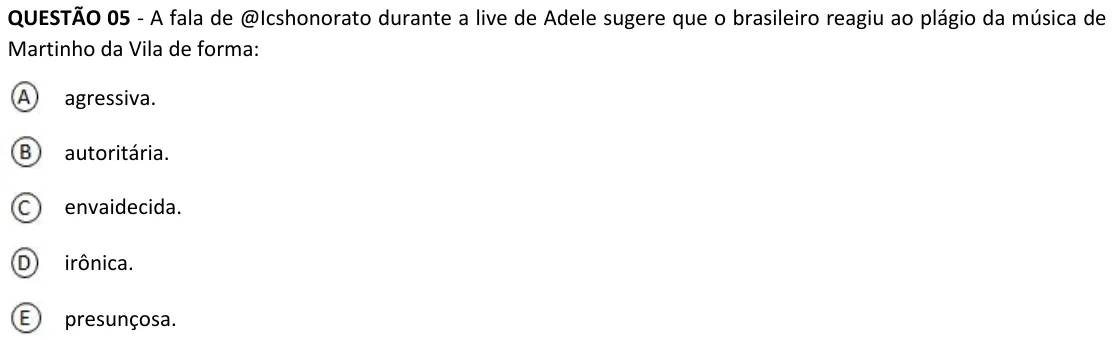 QUESTÃO 05 - A fala de @lcshonorato durante a live de Adele sugere que o brasileiro reagiu ao plágio da música de
Martinho da Vila de forma:
A agressiva.
B autoritária.
C envaidecida.
D irônica.
E presunçosa.